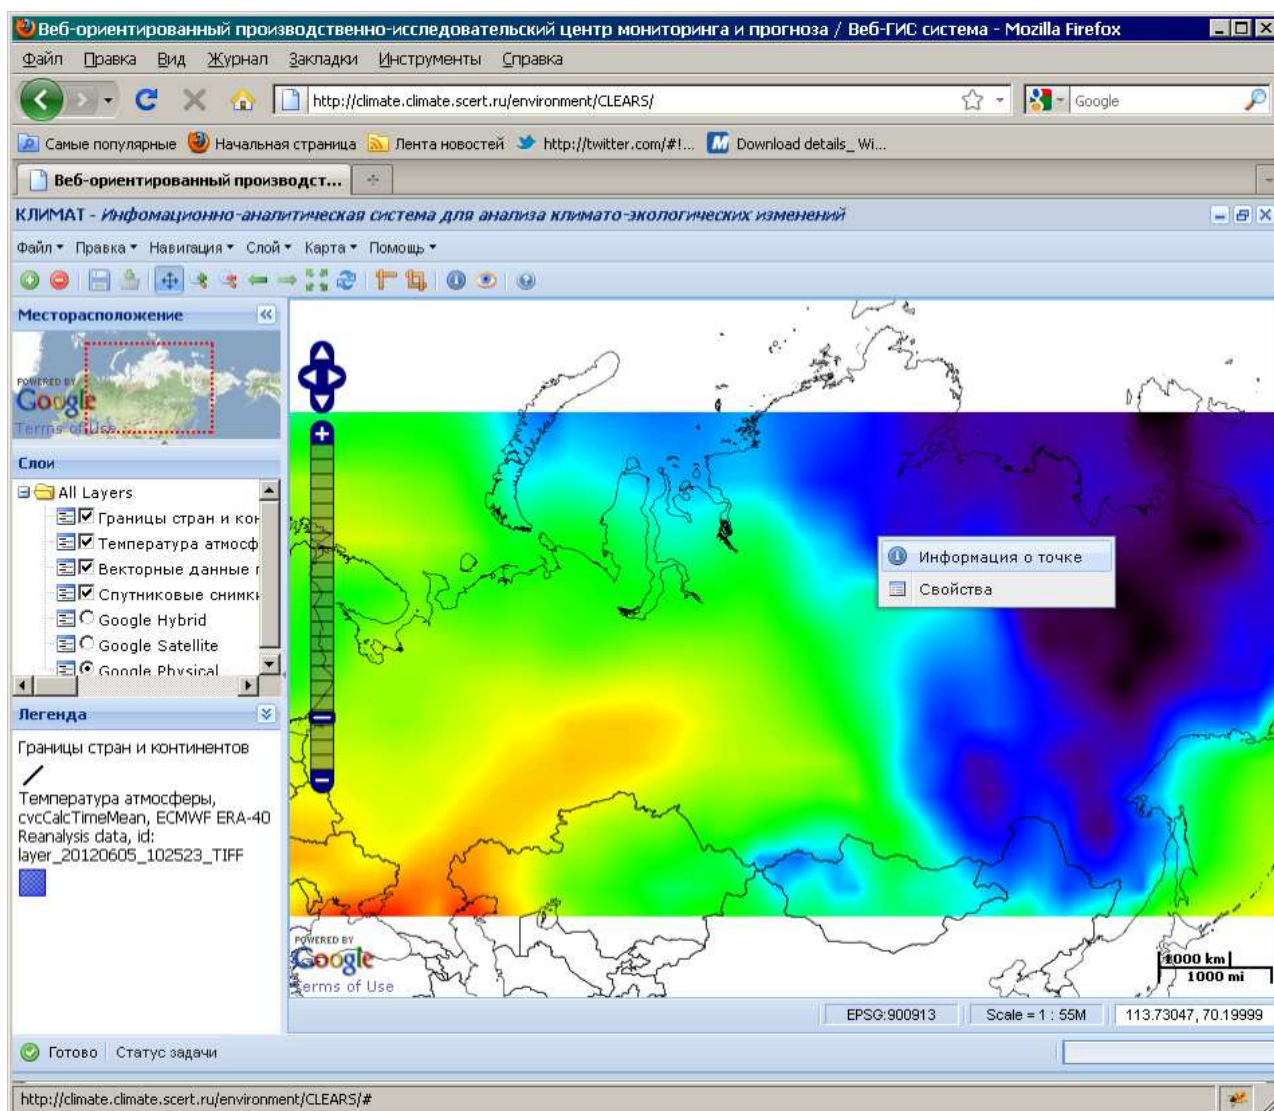 Веб-ориентированный производственно-исследовательский центр мониторинга и прогноза / Веб-ГИС система - Mozilla Firefox
Файл Правка Вид Журнал Закладки Инструменты Справка
http://climate.climate.scert.ru/environment/CLEARS/
Google
Самые популярные Начальная страница Лента новостей http://twitter.com/#!... Download details_ Wi...
Веб-ориентированный производст...
КЛИМАТ - Инфомационно-аналитическая система для анализа климато-экологических изменений
Файл Правка Навигация Слой Карта Помощь
Месторасположение
POWERED BY
Google
Terms of Use
Слои
All Layers
Границы стран и кон
Температура атмосф
Векторные данные г
Спутниковые снимки
Google Hybrid
Google Satellite
Google Physical
Легенда
Границы стран и континентов
Температура атмосферы,
cvcCalcTimeMean, ECMWF ERA-40
Reanalysis data, id:
layer_20120605_102523_TIFF
Информация о точке
Свойства
POWERED BY
Google
Terms of Use
1000 km
1000 mi
EPSG:900913 Scale = 1 : 55M 113.73047, 70.19999
Готово Статус задачи
http://climate.climate.scert.ru/environment/CLEARS/#